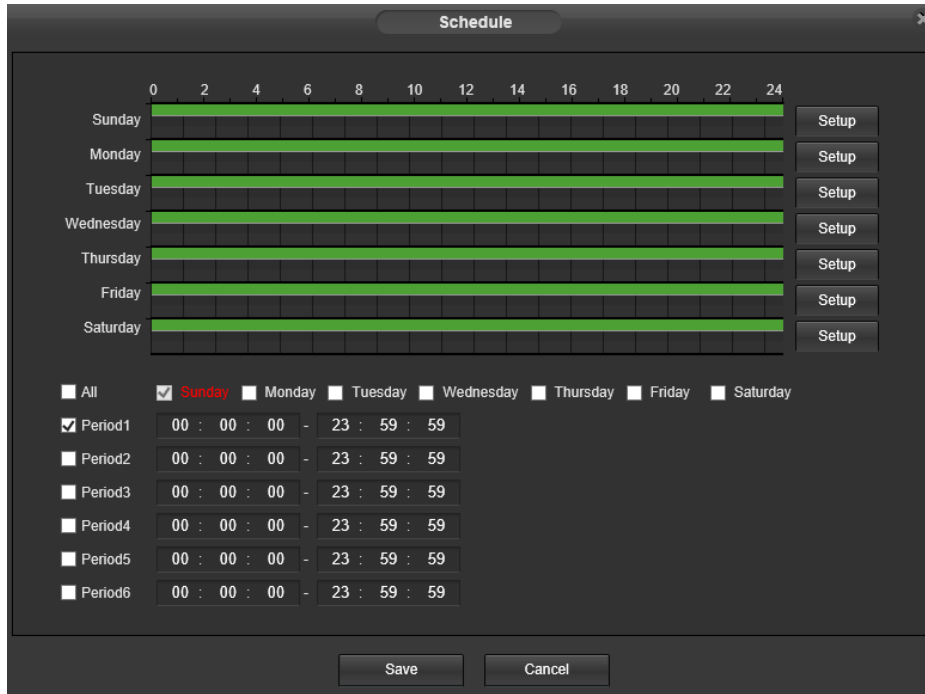 Schedule
0 2 4 6 8 10 12 14 16 18 20 22 24
Sunday Setup
Monday Setup
Tuesday Setup
Wednesday Setup
Thursday Setup
Friday Setup
Saturday Setup
All Sunday Monday Tuesday Wednesday Thursday Friday Saturday
Period1 00 : 00 : 00 - 23 : 59 : 59
Period2 00 : 00 : 00 - 23 : 59 : 59
Period3 00 : 00 : 00 - 23 : 59 : 59
Period4 00 : 00 : 00 - 23 : 59 : 59
Period5 00 : 00 : 00 - 23 : 59 : 59
Period6 00 : 00 : 00 - 23 : 59 : 59
Save Cancel